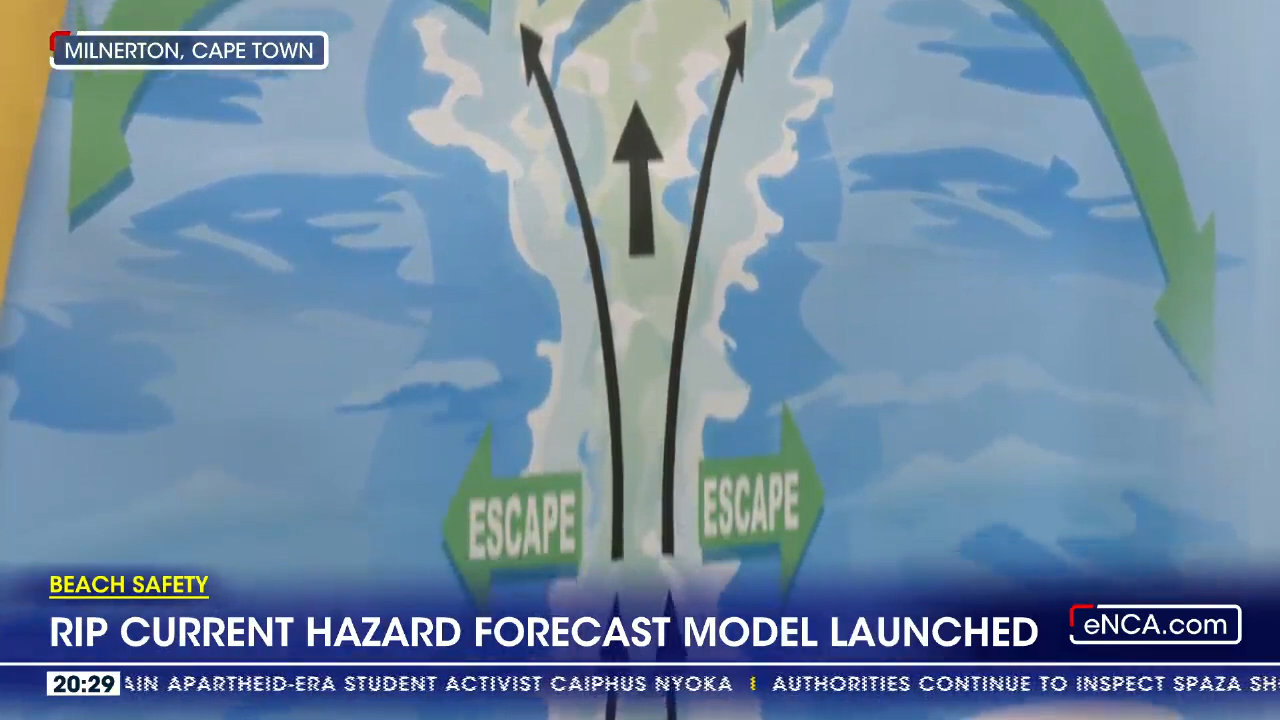 MILNERTON, CAPE TOWN
ESCAPE
ESCAPE
BEACH SAFETY
RIP CURRENT HAZARD FORECAST MODEL LAUNCHED
eNCA.com
20:29
APARTHEID-ERA STUDENT ACTIVIST CAIPHUS NYOKA
AUTHORITIES CONTINUE TO INSPECT SPAZA